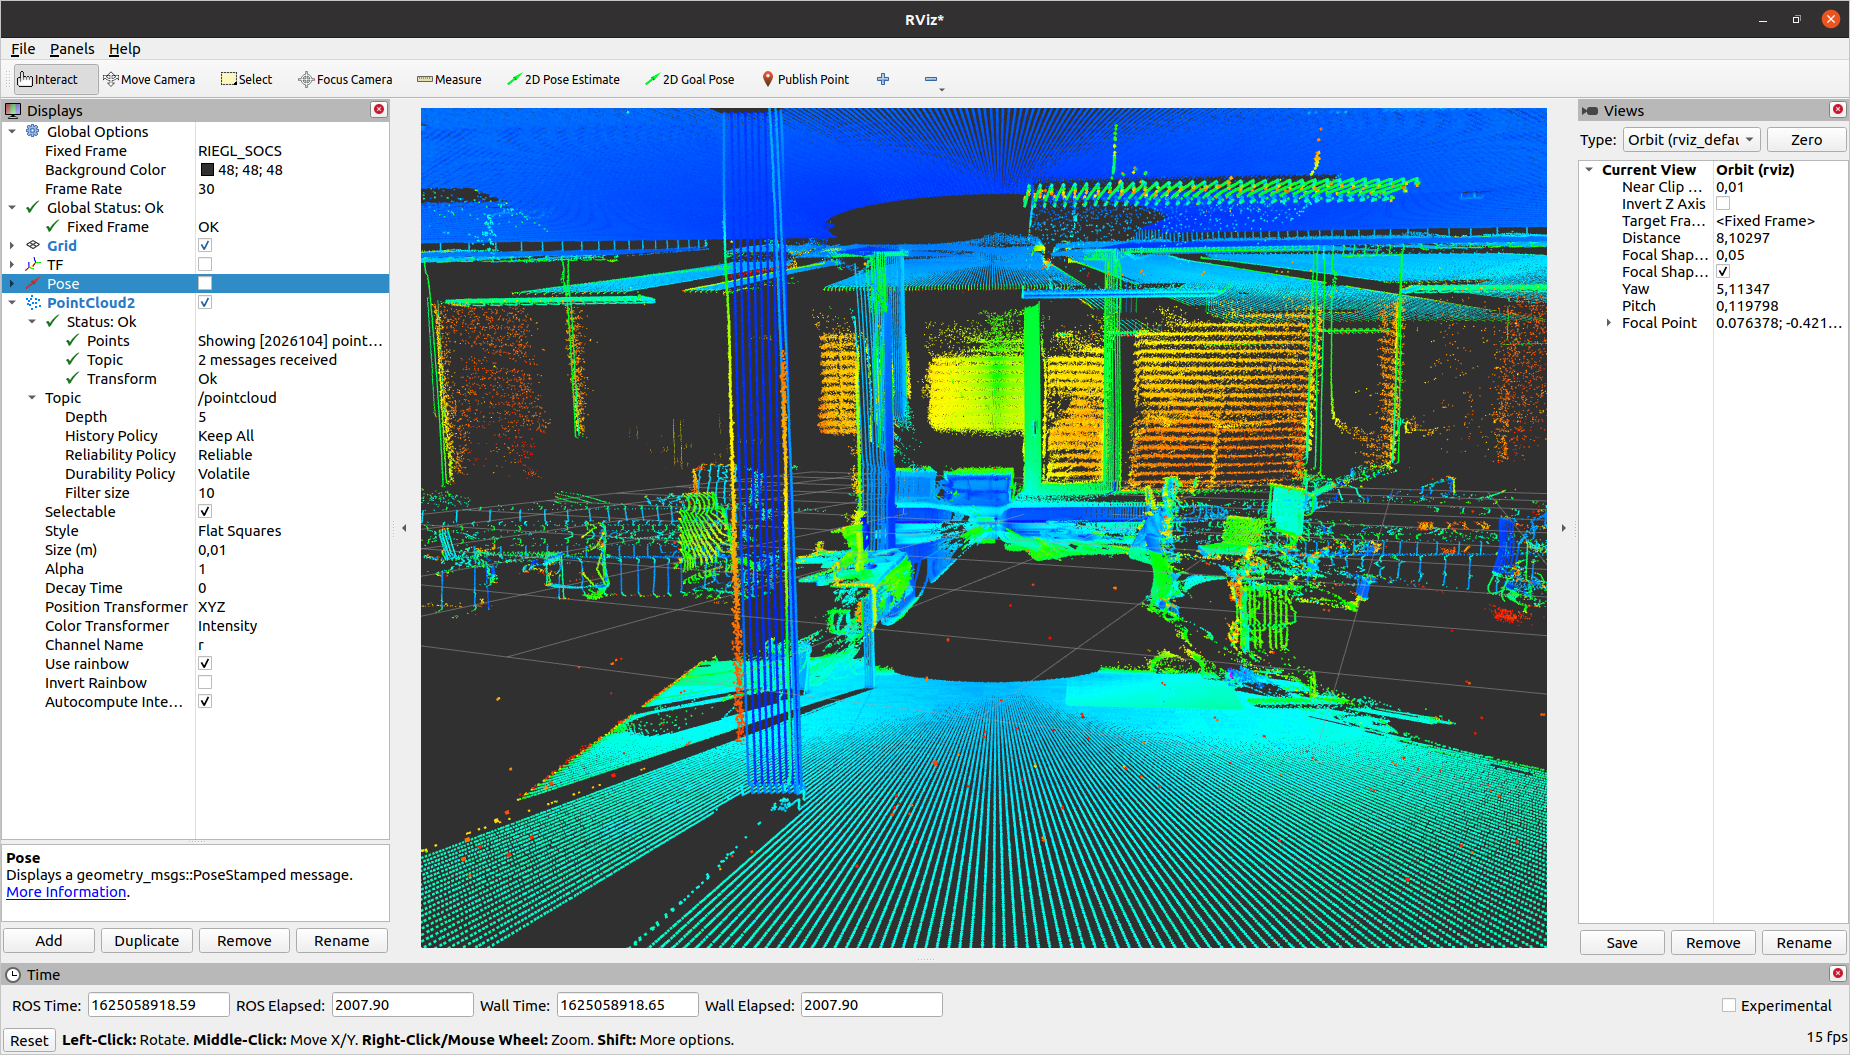 RViz*
File Panels Help
Interact Move Camera Select Focus Camera Measure 2D Pose Estimate 2D Goal Pose Publish Point
Displays
Global Options
Fixed Frame RIEGL_SOCS
Background Color 48; 48; 48
Frame Rate 30
Global Status: Ok
Fixed Frame OK
Grid
TF
Pose
PointCloud2
Status: Ok
Points Showing [2026104] point...
Topic 2 messages received
Transform Ok
Topic /pointcloud
Depth 5
History Policy Keep All
Reliability Policy Reliable
Durability Policy Volatile
Filter size 10
Selectable
Style Flat Squares
Size (m) 0,01
Alpha 1
Decay Time 0
Position Transformer XYZ
Color Transformer Intensity
Channel Name r
Use rainbow
Invert Rainbow
Autocompute Inte...
Pose
Displays a geometry_msgs::PoseStamped message.
More Information.
Add Duplicate Remove Rename
Views
Type: Orbit (rviz_defau Zero
Current View Orbit (rviz)
Near Clip ... 0,01
Invert Z Axis
Target Fra... <Fixed Frame>
Distance 8,10297
Focal Shap... 0,05
Focal Shap...
Yaw 5,11347
Pitch 0,119798
Focal Point 0.076378; -0.421...
Save Remove Rename
Time
ROS Time: 1625058918.59 ROS Elapsed: 2007.90 Wall Time: 1625058918.65 Wall Elapsed: 2007.90 Experimental
Reset Left-Click: Rotate. Middle-Click: Move X/Y. Right-Click/Mouse Wheel: Zoom. Shift: More options. 15 fps